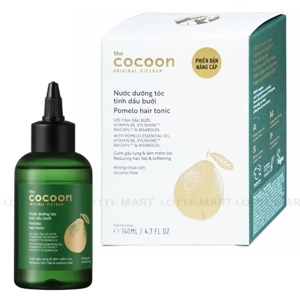 the
cocoon
ORIGINAL VIETNAM
PHIÊN BẢN
NÂNG CẤP
Nước dưỡng tóc
tinh dầu bưởi
Pomelo hair tonic
VỚI TINH DẦU BƯỞI,
VITAMIN B5, XYLISHINE™,
BAICAPIL™ & BISABOLOL
WITH POMELO ESSENTIAL OIL,
VITAMIN B5, XYLISHINE™,
BAICAPIL™ & BISABOLOL
Giảm gãy rụng & làm mềm tóc
Reducing hair fall & softening
Không chứa cồn
Alcohol-free
140ML / 4.7 FL OZ
the
cocoon
ORIGINAL VIETNAM
Nước dưỡng tóc
tinh dầu bưởi
Pomelo hair tonic
LOTTE MART